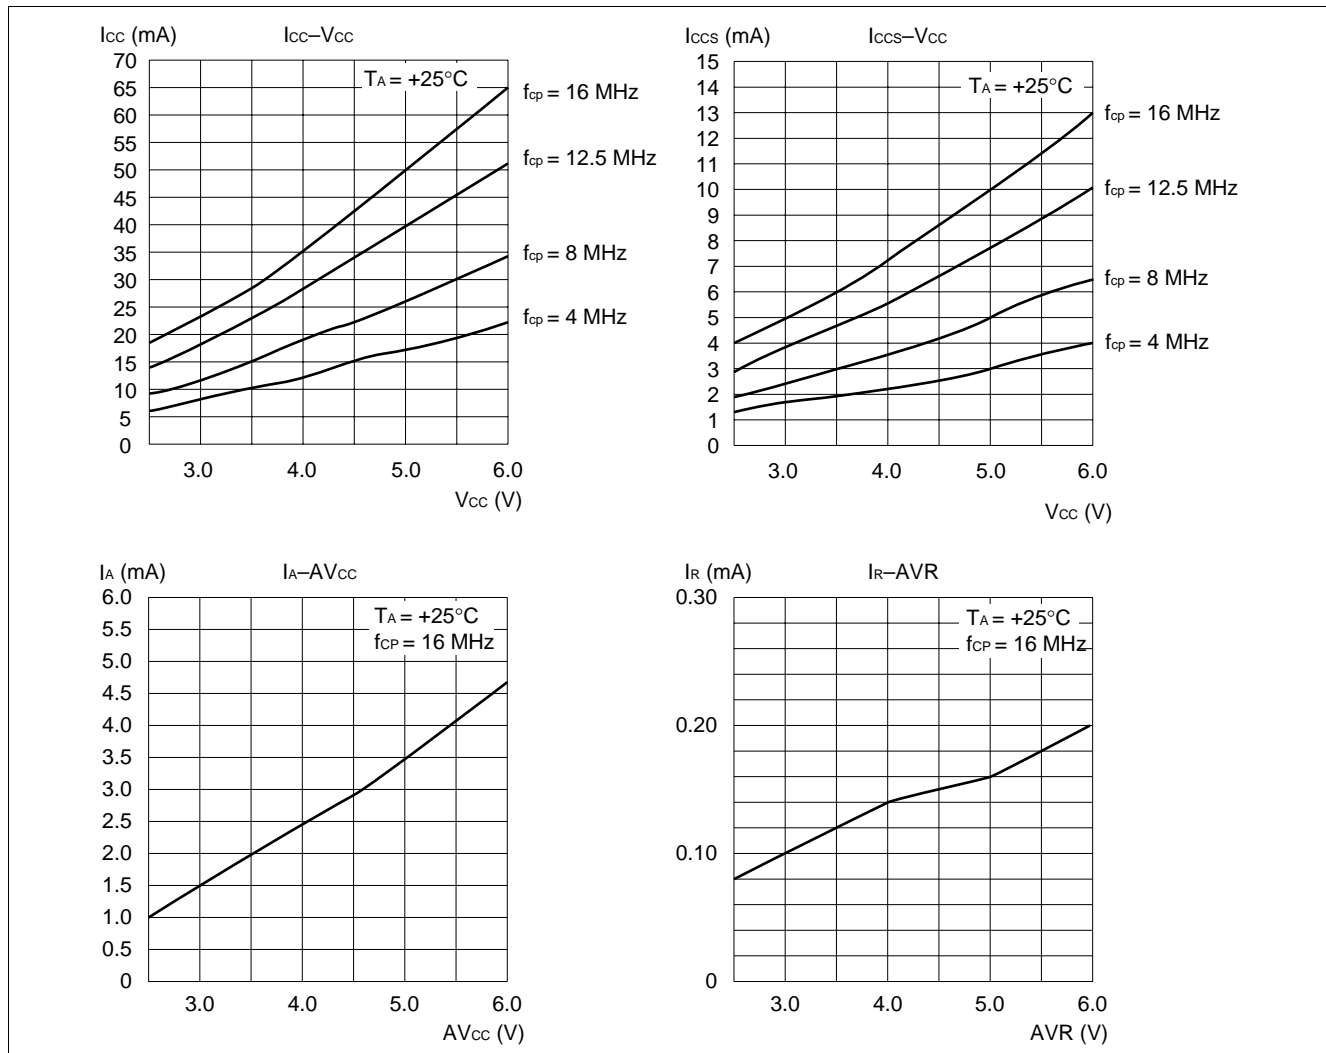 Icc (mA) Icc–Vcc
70
65
60
55
50
45
40
35
30
25
20
15
10
5
0
TA = +25°C
fcp = 16 MHz
fcp = 12.5 MHz
fcp = 8 MHz
fcp = 4 MHz
3.0 4.0 5.0 6.0
Vcc (V)
Iccs (mA) Iccs–Vcc
15
14
13
12
11
10
9
8
7
6
5
4
3
2
1
0
TA = +25°C
fcp = 16 MHz
fcp = 12.5 MHz
fcp = 8 MHz
fcp = 4 MHz
3.0 4.0 5.0 6.0
Vcc (V)
IA (mA) IA–AVcc
6.0
5.5
5.0
4.5
4.0
3.5
3.0
2.5
2.0
1.5
1.0
0.5
0
TA = +25°C
fCP = 16 MHz
3.0 4.0 5.0 6.0
AVcc (V)
IR (mA) IR–AVR
0.30
0.20
0.10
0
TA = +25°C
fCP = 16 MHz
3.0 4.0 5.0 6.0
AVR (V)